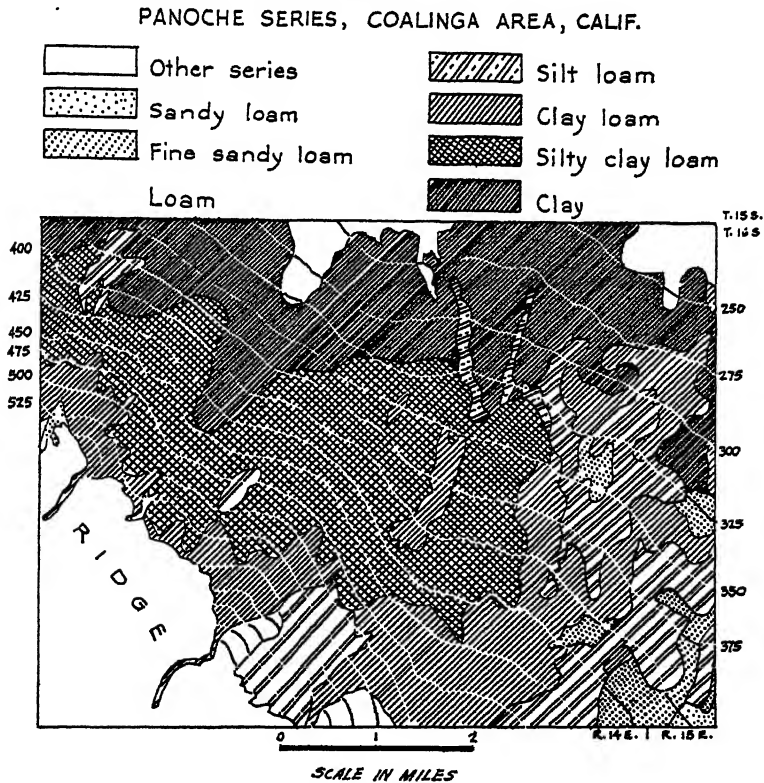 PANOCHE SERIES, COALINGA AREA, CALIF.
Other series
Sandy loam
Fine sandy loam
Loam
Silt loam
Clay loam
Silty clay loam
Clay
T. 15 S.
T. 16 S
400
425
450
475
500
525
250
275
300
325
350
375
RIDGE
R. 14 E. | R. 15 E.
0 1 2
SCALE IN MILES